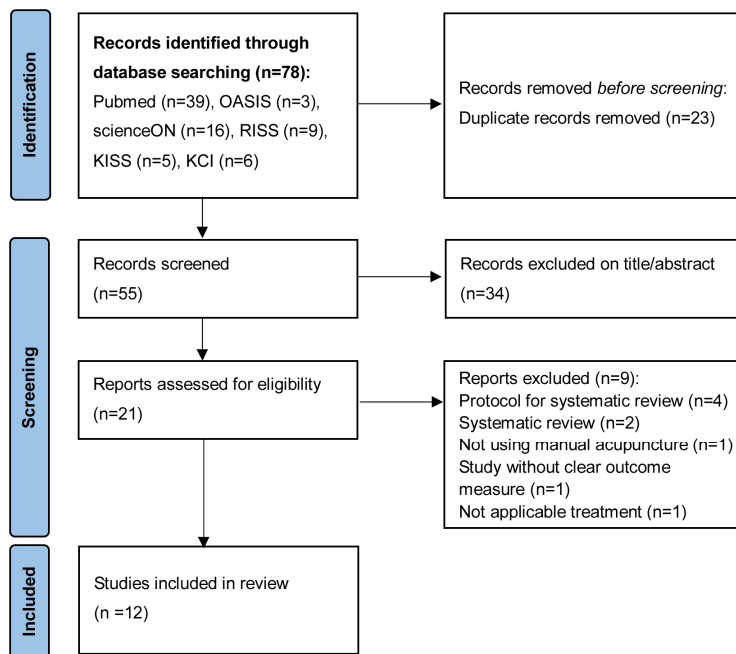 Identification
Records identified through
database searching (n=78):
Pubmed (n=39), OASIS (n=3),
scienceON (n=16), RISS (n=9),
KISS (n=5), KCI (n=6)
Records removed before screening:
Duplicate records removed (n=23)
Screening
Records screened
(n=55)
Records excluded on title/abstract
(n=34)
Reports assessed for eligibility
(n=21)
Reports excluded (n=9):
Protocol for systematic review (n=4)
Systematic review (n=2)
Not using manual acupuncture (n=1)
Study without clear outcome
measure (n=1)
Not applicable treatment (n=1)
Included
Studies included in review
(n =12)